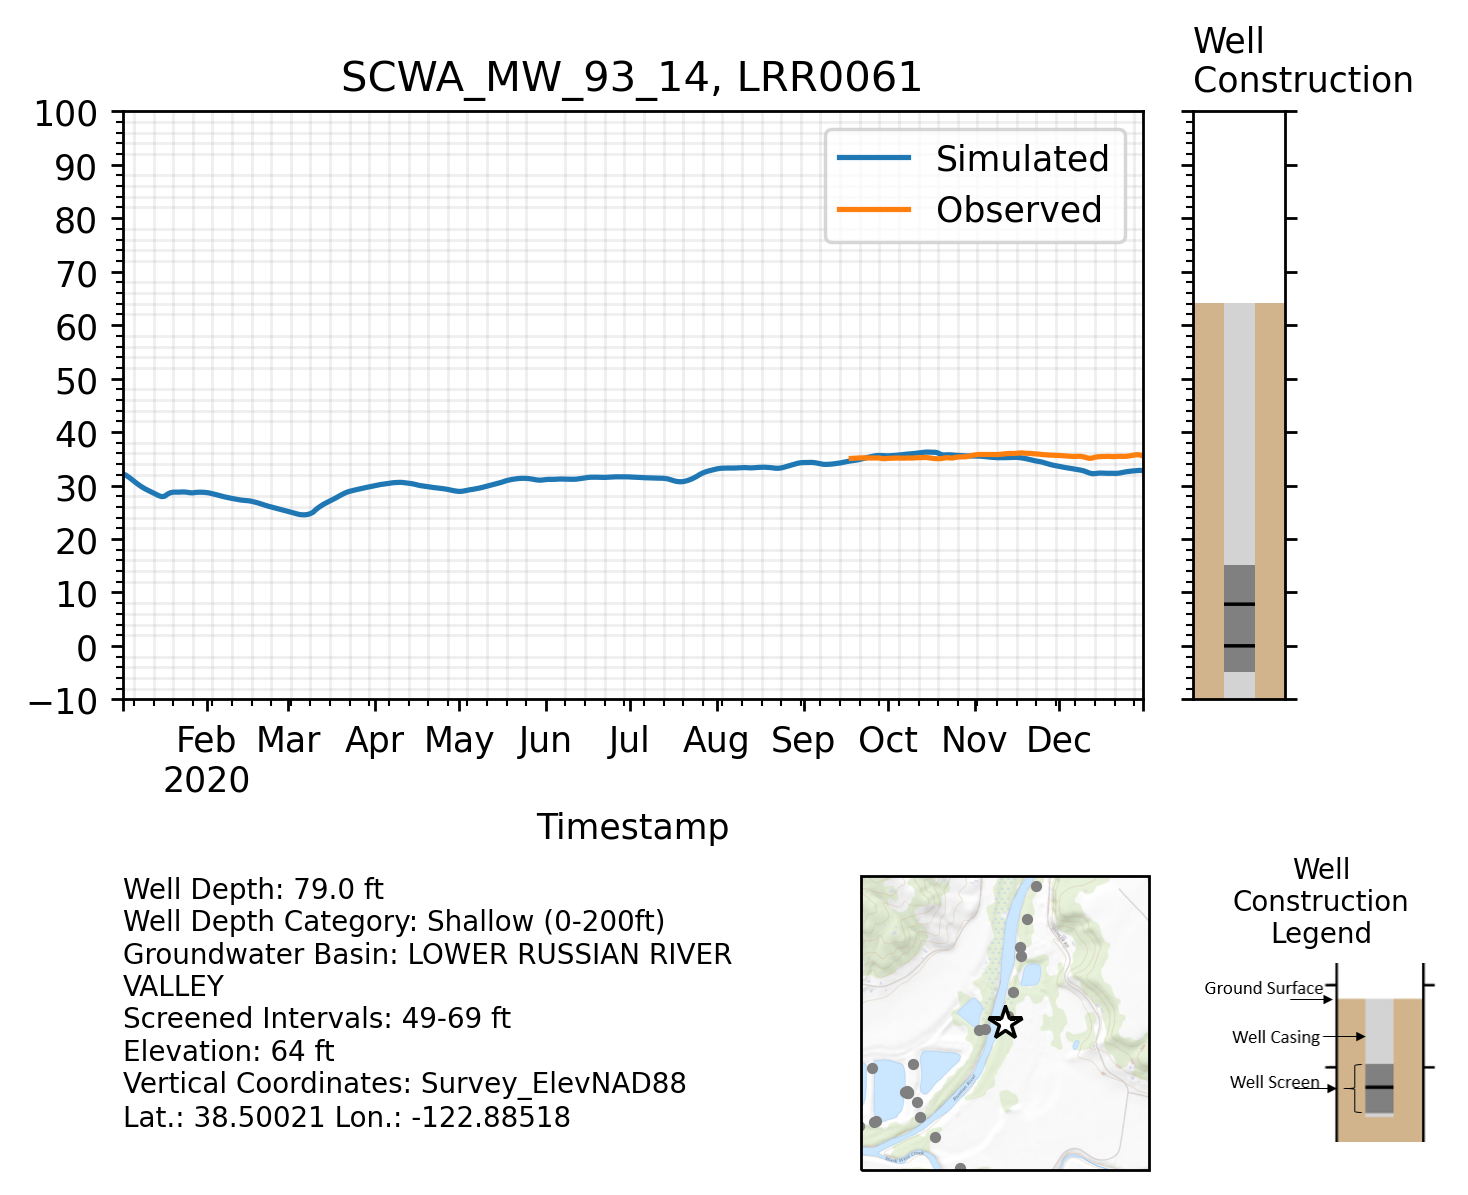 Well
Construction
SCWA_MW_93_14, LRR0061
Simulated
Observed
100
90
80
70
60
50
40
30
20
10
0
−10
Feb Mar Apr May Jun Jul Aug Sep Oct Nov Dec
2020
Timestamp
Well Depth: 79.0 ft
Well Depth Category: Shallow (0-200ft)
Groundwater Basin: LOWER RUSSIAN RIVER
VALLEY
Screened Intervals: 49-69 ft
Elevation: 64 ft
Vertical Coordinates: Survey_ElevNAD88
Lat.: 38.50021 Lon.: -122.88518
Well
Construction
Legend
Ground Surface
Well Casing
Well Screen